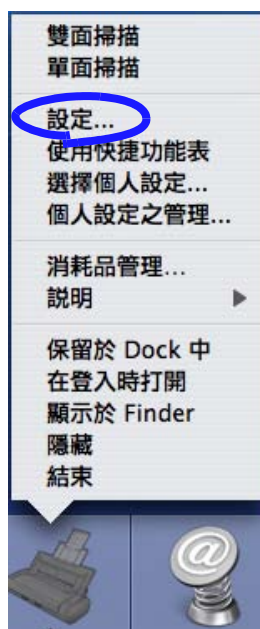 雙面掃描
單面掃描
設定...
使用快捷功能表
選擇個人設定...
個人設定之管理...
消耗品管理...
説明
保留於 Dock 中
在登入時打開
顯示於 Finder
隱藏
結束
@